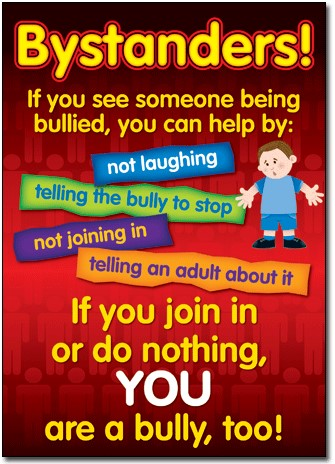 Bystanders!
If you see someone being
bullied, you can help by:
not laughing
telling the bully to stop
not joining in
telling an adult about it
If you join in
or do nothing,
YOU
are a bully, too!